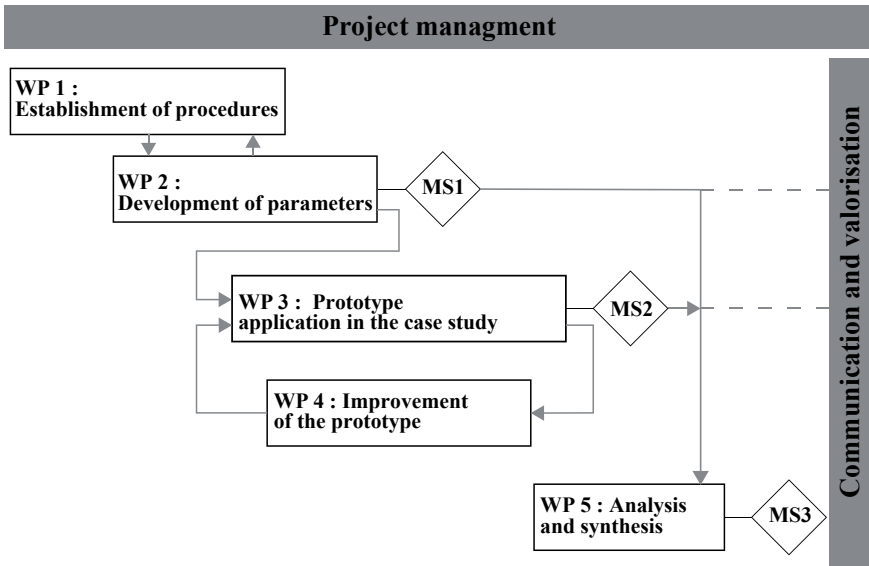 Project managment
WP 1 :
Establishment of procedures
WP 2 :
Development of parameters
MS1
WP 3 :  Prototype
application in the case study
MS2
WP 4 : Improvement
of the prototype
WP 5 : Analysis
and synthesis
MS3
Communication and valorisation